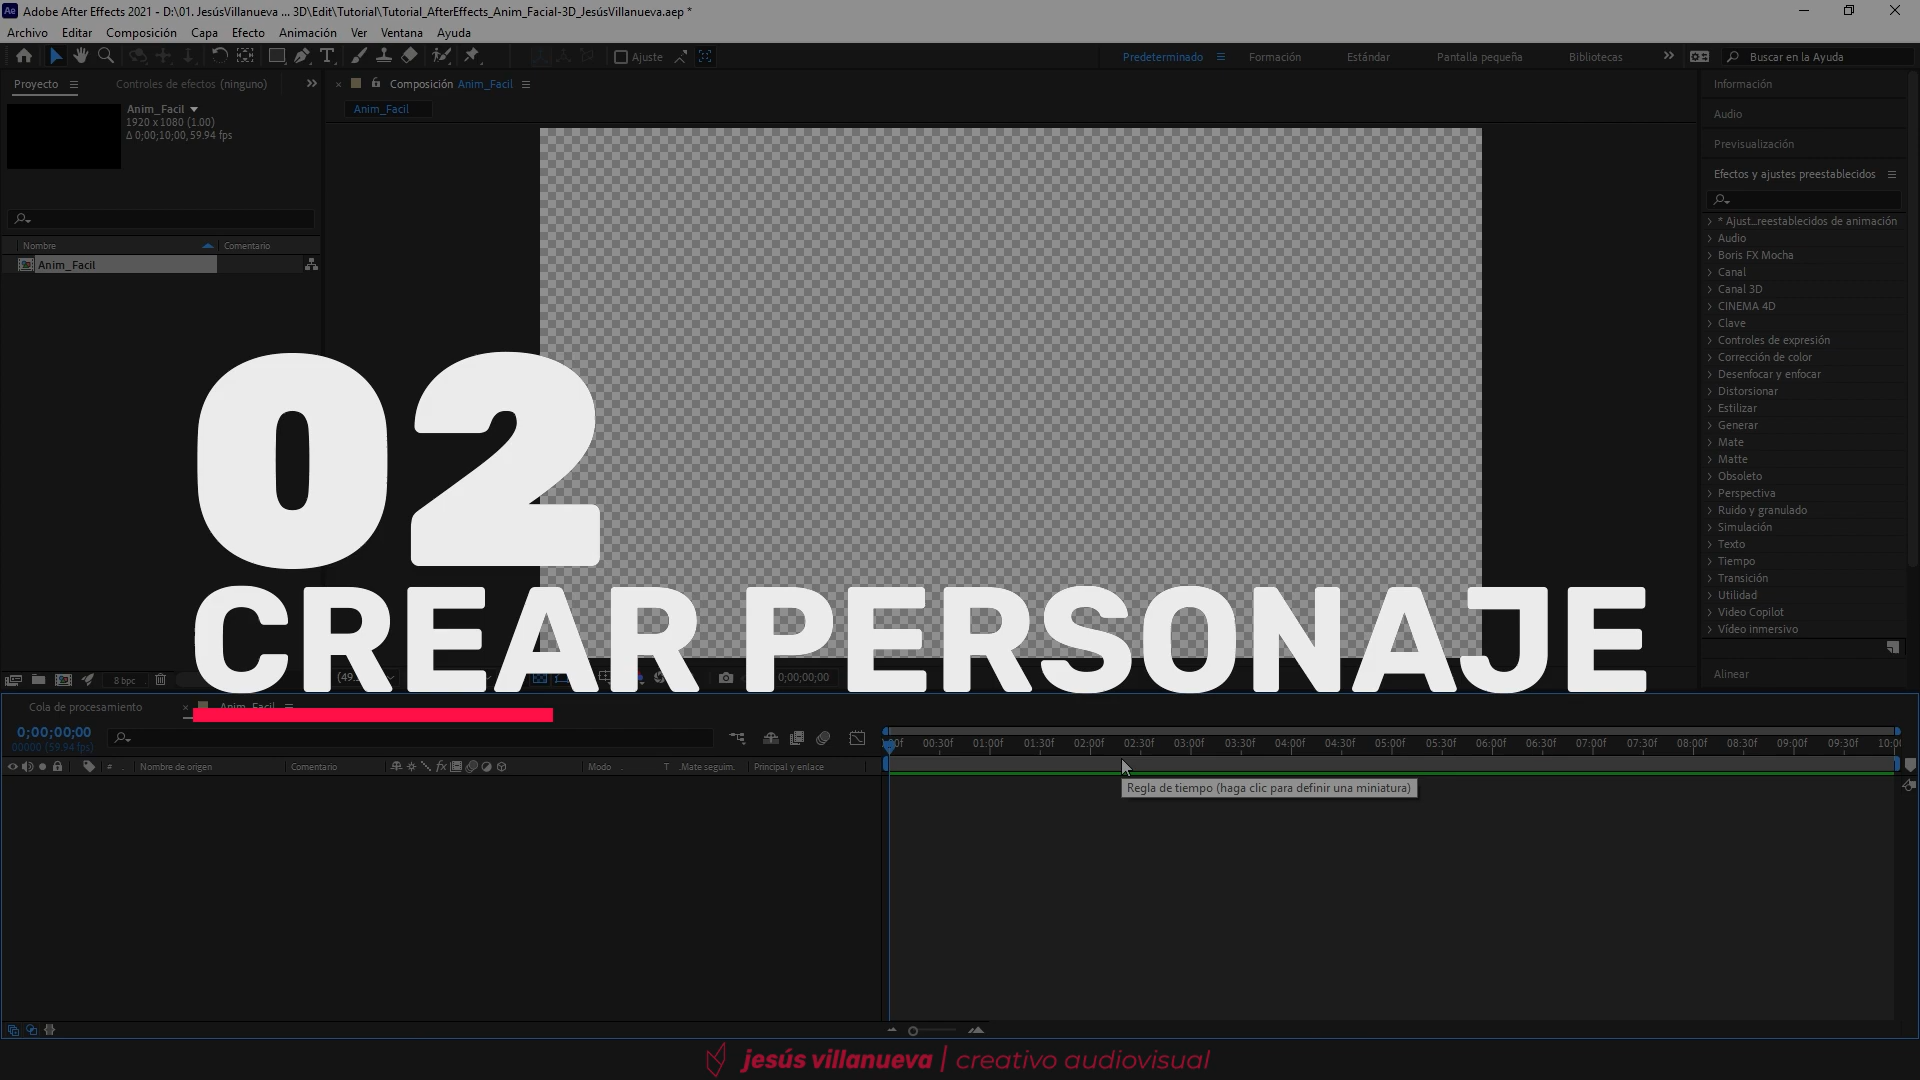 Adobe After Effects 2021 - D:\01. JesúsVillanueva ... 3D\Edit\Tutorial\Tutorial_AfterEffects_Anim_Facial-3D_JesúsVillanueva.aep *
Archivo Editar Composición Capa Efecto Animación Ver Ventana Ayuda
Ajuste Predeterminado Formación Estándar Pantalla pequeña Bibliotecas Buscar en la Ayuda
Proyecto Controles de efectos (ninguno) Composición Anim_Facil
Anim_Facil
1920 x 1080 (1.00)
Δ 0;00;10;00, 59.94 fps
Anim_Facil
Nombre Comentario
Anim_Facil
Información
Audio
Previsualización
Efectos y ajustes preestablecidos
* Ajust...reestablecidos de animación
Audio
Boris FX Mocha
Canal
Canal 3D
CINEMA 4D
Clave
Controles de expresión
Corrección de color
Desenfocar y enfocar
Distorsionar
Estilizar
Generar
Mate
Matte
Obsoleto
Perspectiva
Ruido y granulado
Simulación
Texto
Tiempo
Transición
Utilidad
Video Copilot
Vídeo inmersivo
Alinear
02
CREAR PERSONAJE
8 bpc 0;00;00;00
Cola de procesamiento Anim_Facil
0;00;00;00
00000 (59.94 fps)
00:30f 01:00f 01:30f 02:00f 02:30f 03:00f 03:30f 04:00f 04:30f 05:00f 05:30f 06:00f 06:30f 07:00f 07:30f 08:00f 08:30f 09:00f 09:30f
# Nombre de origen Comentario Modo T .Mate seguim. Principal y enlace
Regla de tiempo (haga clic para definir una miniatura)
jesús villanueva | creativo audiovisual